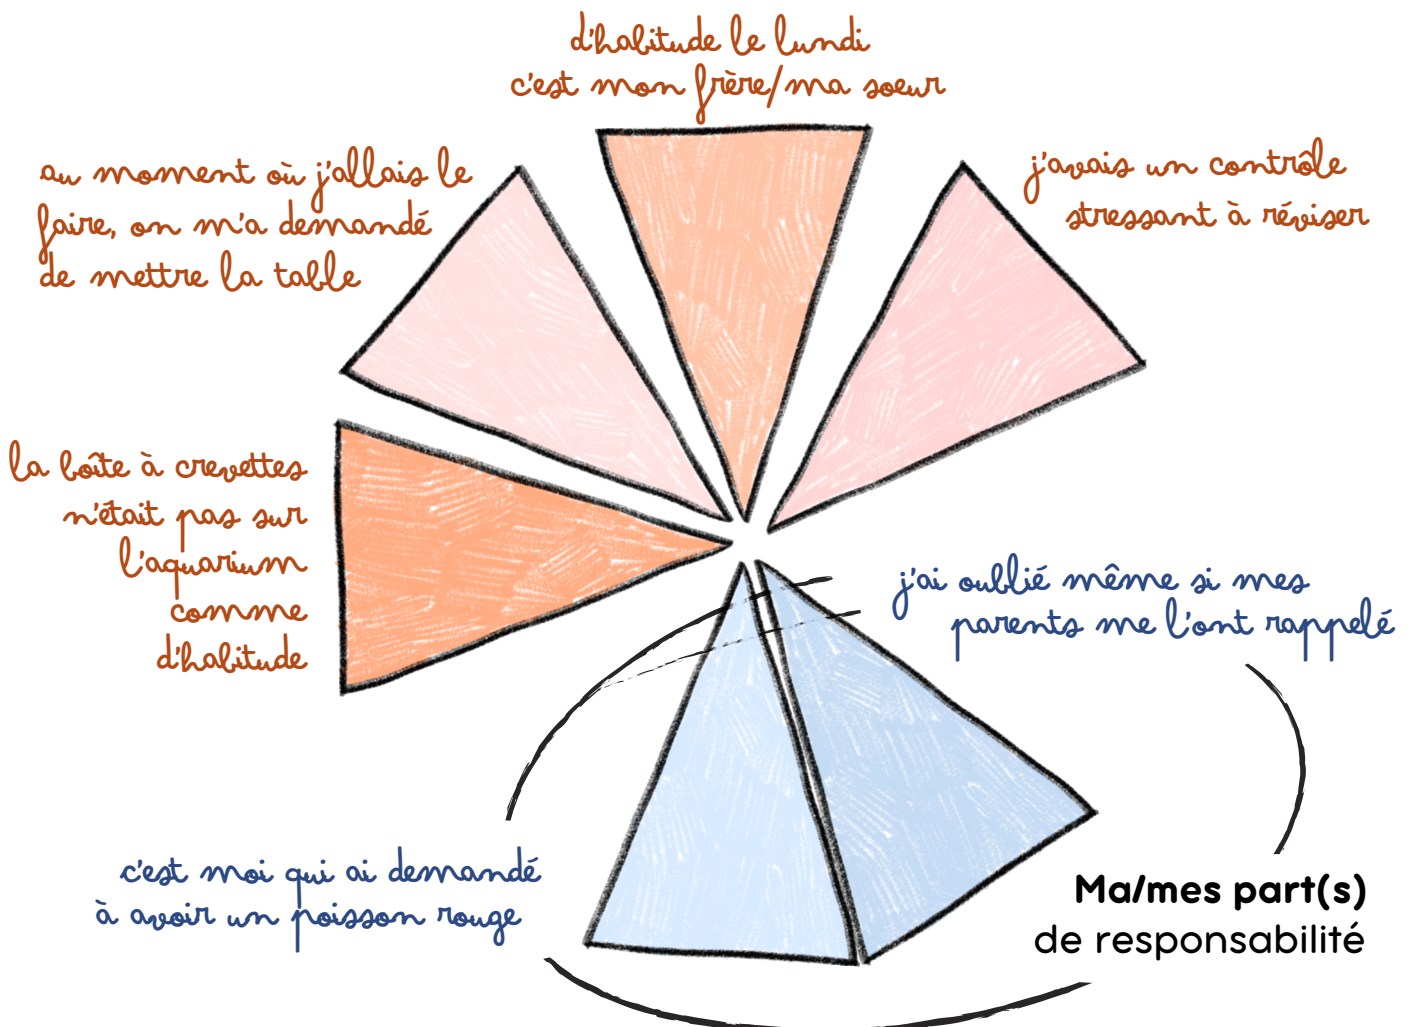 d'habitude le lundi
c'est mon frère/ma soeur
au moment où j'allais le
faire, on m'a demandé
de mettre la table
j'avais un contrôle
stressant à réviser
la boîte à crevettes
n'était pas sur
l'aquarium
comme
d'habitude
j'ai oublié même si mes
parents me l'ont rappelé
c'est moi qui ai demandé
à avoir un poisson rouge
Ma/mes part(s)
de responsabilité